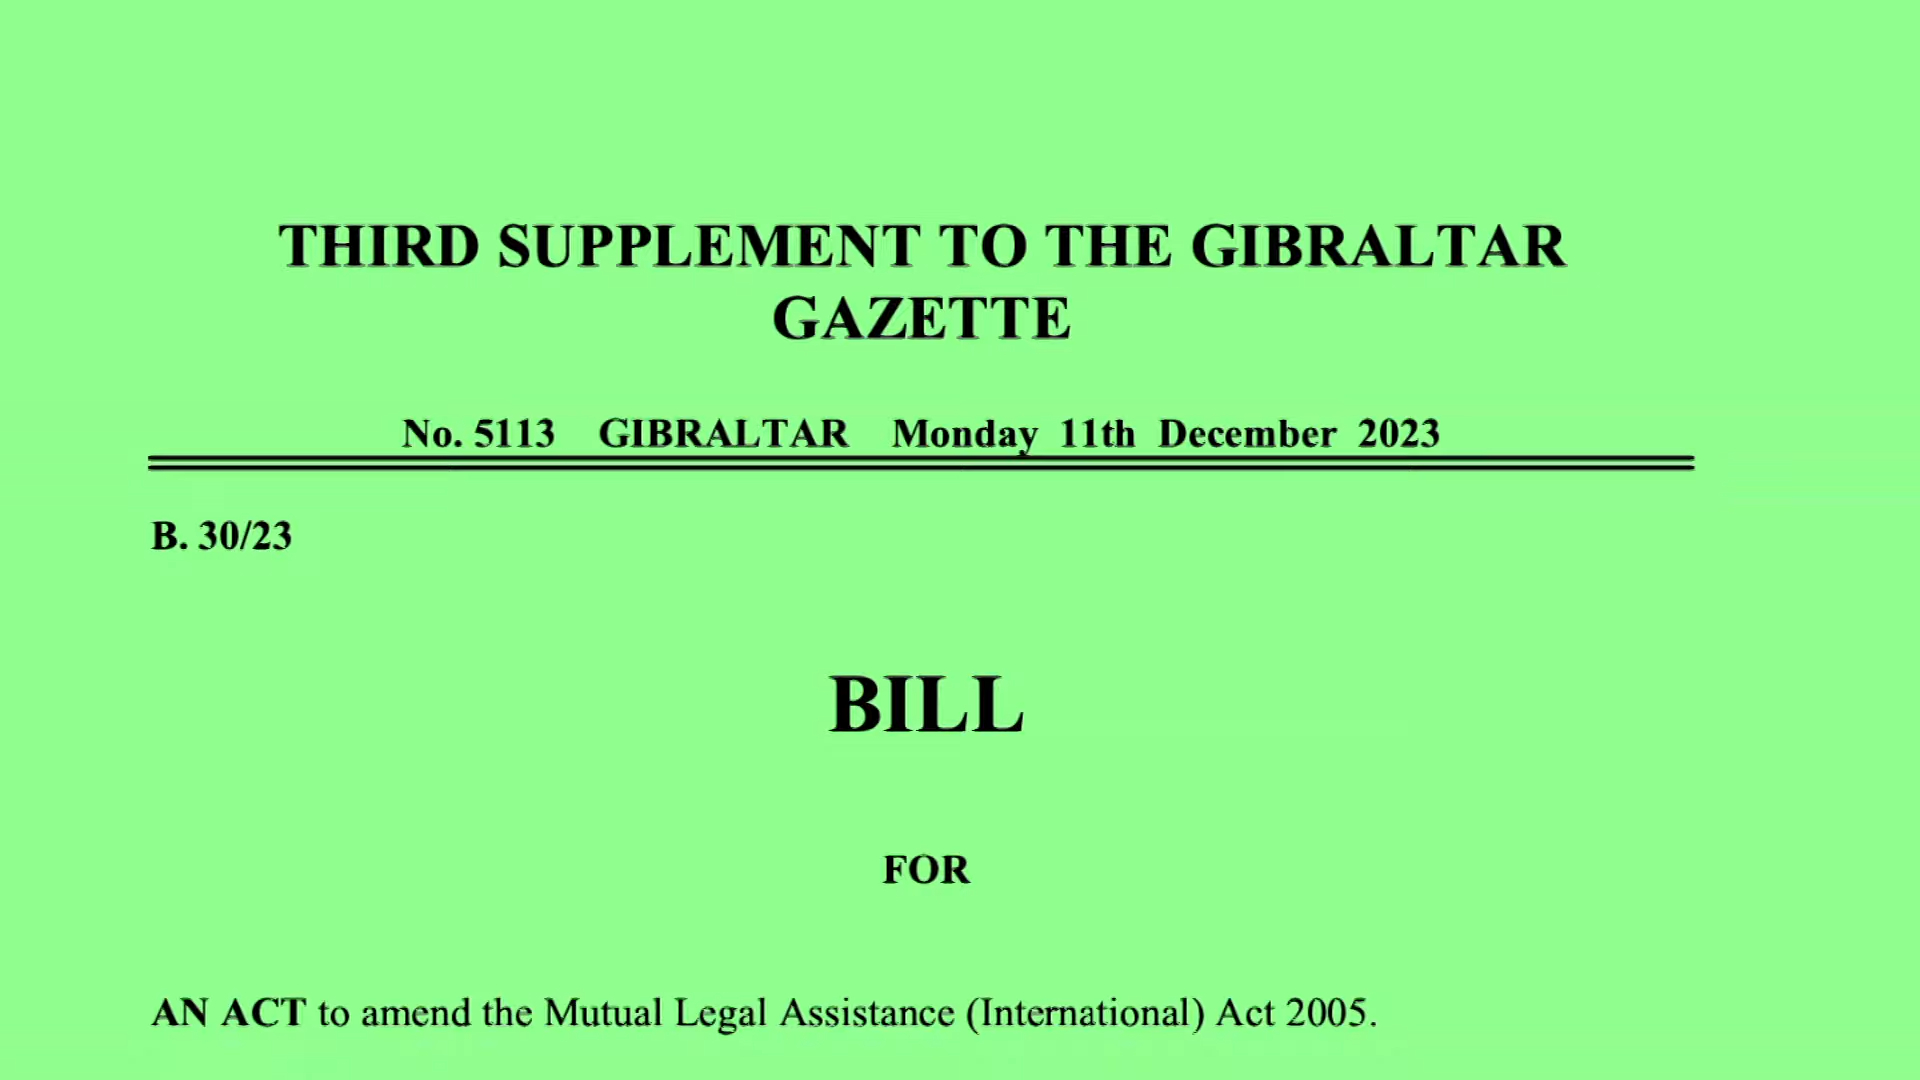 THIRD SUPPLEMENT TO THE GIBRALTAR
GAZETTE
No. 5113 GIBRALTAR Monday 11th December 2023
B. 30/23
BILL
FOR
AN ACT to amend the Mutual Legal Assistance (International) Act 2005.